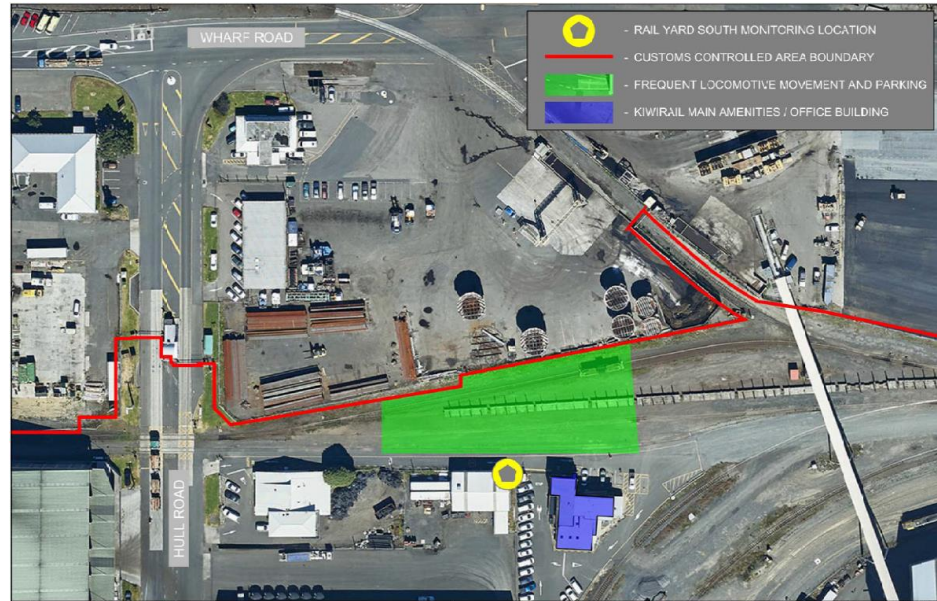 WHARF ROAD
- RAIL YARD SOUTH MONITORING LOCATION
- CUSTOMS CONTROLLED AREA BOUNDARY
- FREQUENT LOCOMOTIVE MOVEMENT AND PARKING
- KIWIRAIL MAIN AMENITIES / OFFICE BUILDING
HULL ROAD